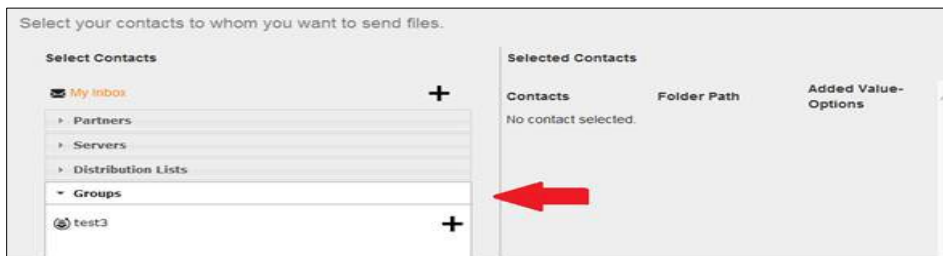 Select your contacts to whom you want to send files.
Select Contacts
My Inbox
Partners
Servers
Distribution Lists
Groups
test3
Selected Contacts
Contacts Folder Path Added Value-
Options
No contact selected.